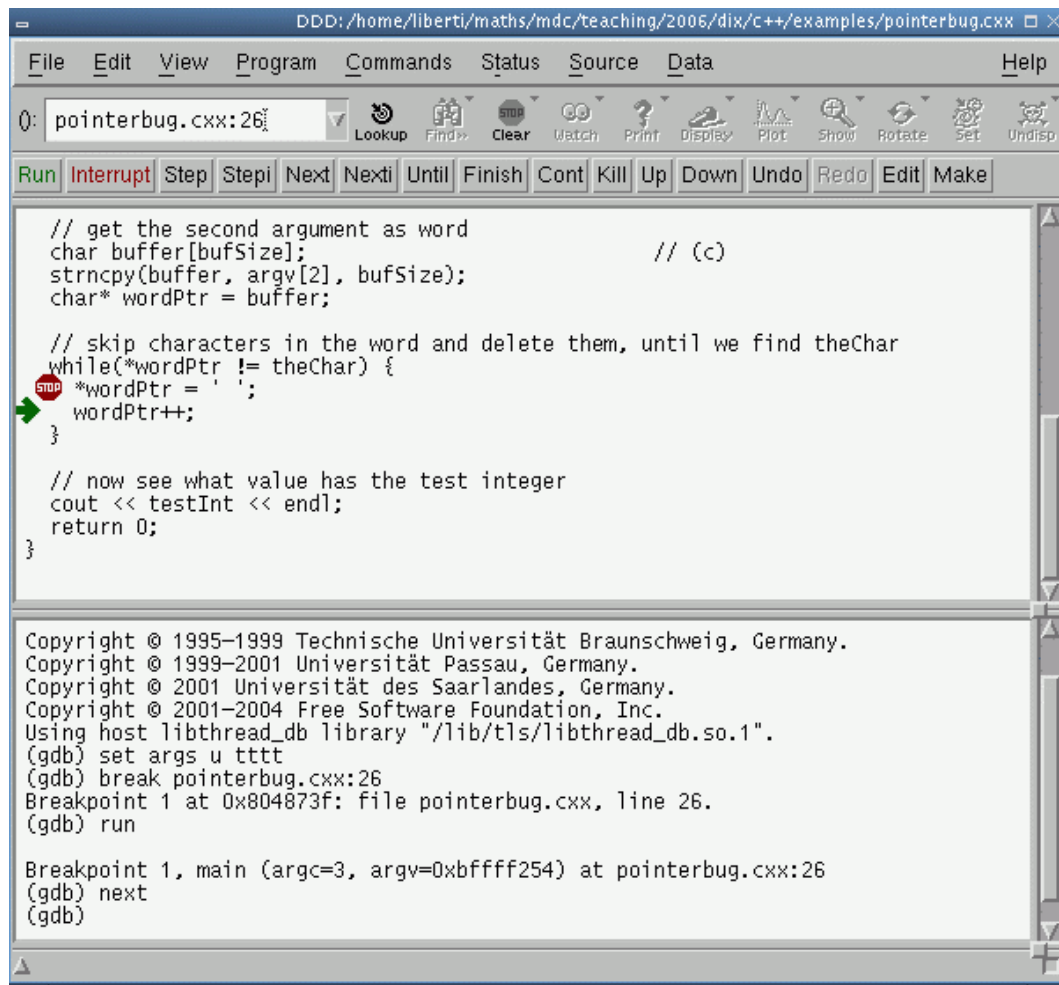 DDD: /home/liberti/maths/mdc/teaching/2006/dix/c++/examples/pointerbug.cxx
File Edit View Program Commands Status Source Data Help
(): pointerbug.cxx:26
Lookup Find» Clear Watch Print Display Plot Show Rotate Set Undisp
Run Interrupt Step Stepi Next Nexti Until Finish Cont Kill Up Down Undo Redo Edit Make
// get the second argument as word
char buffer[bufSize]; // (c)
strncpy(buffer, argv[2], bufSize);
char* wordPtr = buffer;
// skip characters in the word and delete them, until we find theChar
while(*wordPtr != theChar) {
STOP *wordPtr = ' ';
wordPtr++;
}
// now see what value has the test integer
cout << testInt << endl;
return 0;
}
Copyright © 1995–1999 Technische Universität Braunschweig, Germany.
Copyright © 1999–2001 Universität Passau, Germany.
Copyright © 2001 Universität des Saarlandes, Germany.
Copyright © 2001–2004 Free Software Foundation, Inc.
Using host libthread_db library "/lib/tls/libthread_db.so.1".
(gdb) set args u tttt
(gdb) break pointerbug.cxx:26
Breakpoint 1 at 0x804873f: file pointerbug.cxx, line 26.
(gdb) run
Breakpoint 1, main (argc=3, argv=0xbffff254) at pointerbug.cxx:26
(gdb) next
(gdb)